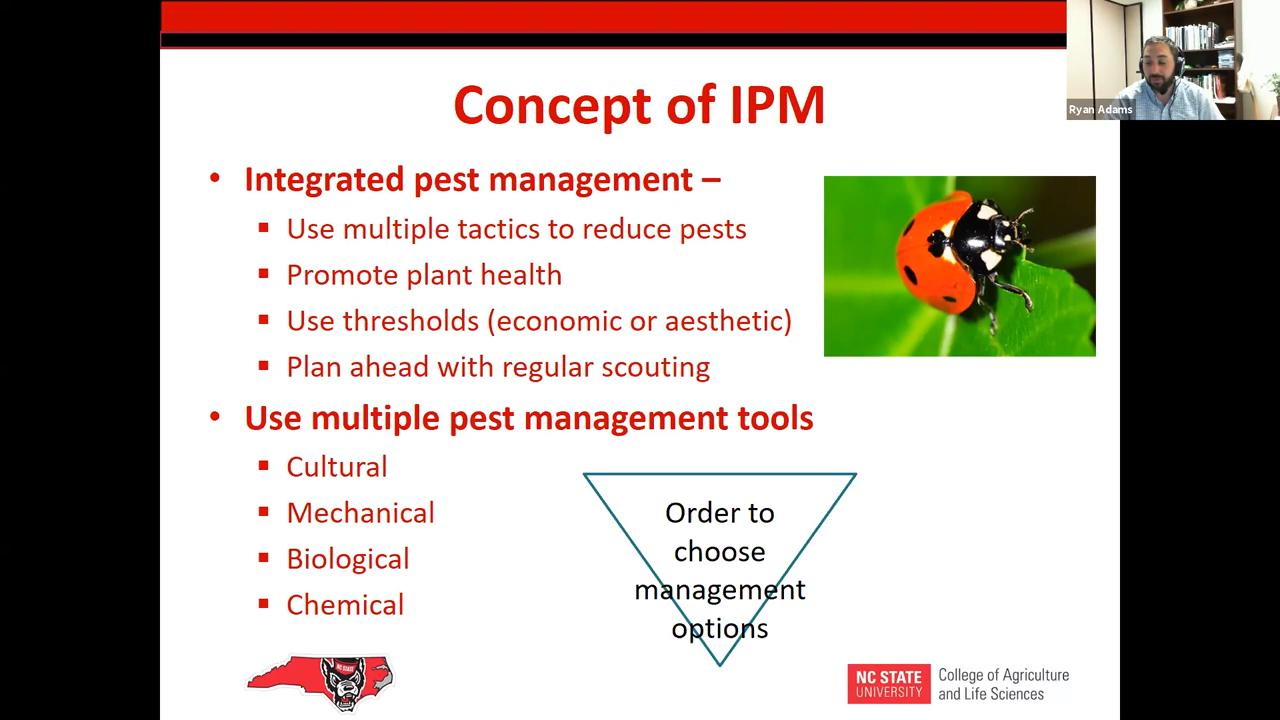 Concept of IPM
Ryan Adams
• Integrated pest management –
▪ Use multiple tactics to reduce pests
▪ Promote plant health
▪ Use thresholds (economic or aesthetic)
▪ Plan ahead with regular scouting
• Use multiple pest management tools
▪ Cultural
▪ Mechanical
▪ Biological
▪ Chemical
Order to
choose
management
options
NC STATE
NC STATE
UNIVERSITY
College of Agriculture
and Life Sciences